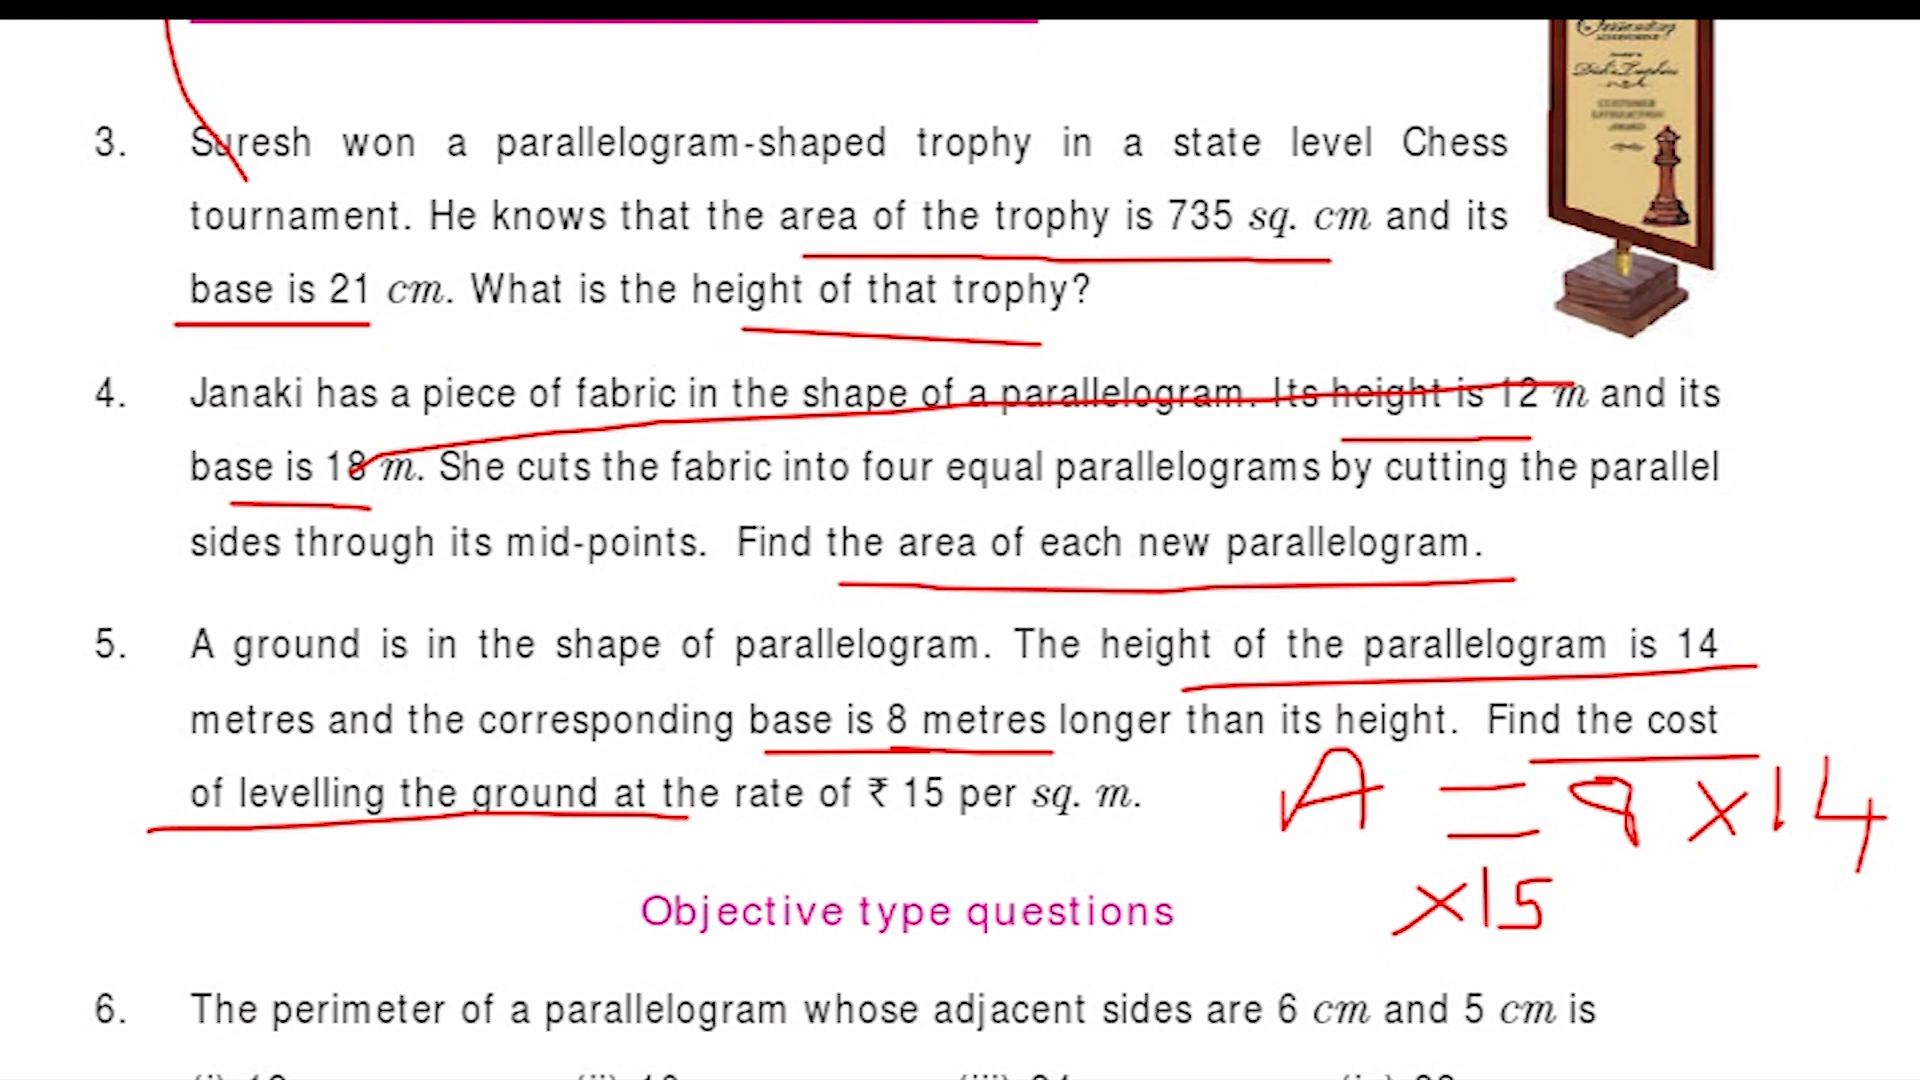 Outstanding
ACHIEVEMENT
Dick's Trophies
CUSTOMER
SATISFACTION
AWARD
3. Suresh won a parallelogram-shaped trophy in a state level Chess
tournament. He knows that the area of the trophy is 735 sq. cm and its
base is 21 cm. What is the height of that trophy?
4. Janaki has a piece of fabric in the shape of a parallelogram. Its height is 12 m and its
base is 18 m. She cuts the fabric into four equal parallelograms by cutting the parallel
sides through its mid-points. Find the area of each new parallelogram.
5. A ground is in the shape of parallelogram. The height of the parallelogram is 14
metres and the corresponding base is 8 metres longer than its height. Find the cost
of levelling the ground at the rate of ₹ 15 per sq. m.
A = 8 × 14
× 15
Objective type questions
6. The perimeter of a parallelogram whose adjacent sides are 6 cm and 5 cm is